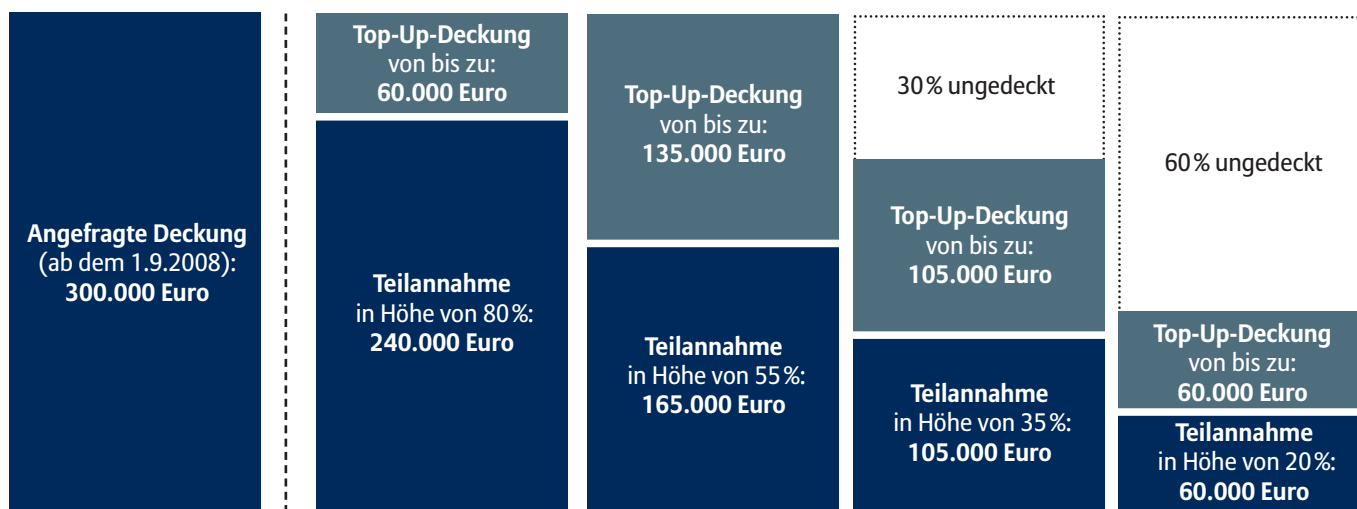 Angefragte Deckung
(ab dem 1.9.2008):
300.000 Euro
Top-Up-Deckung
von bis zu:
60.000 Euro
Teilannahme
in Höhe von 80 %:
240.000 Euro
Top-Up-Deckung
von bis zu:
135.000 Euro
Teilannahme
in Höhe von 55 %:
165.000 Euro
30 % ungedeckt
Top-Up-Deckung
von bis zu:
105.000 Euro
Teilannahme
in Höhe von 35 %:
105.000 Euro
60 % ungedeckt
Top-Up-Deckung
von bis zu:
60.000 Euro
Teilannahme
in Höhe von 20 %:
60.000 Euro